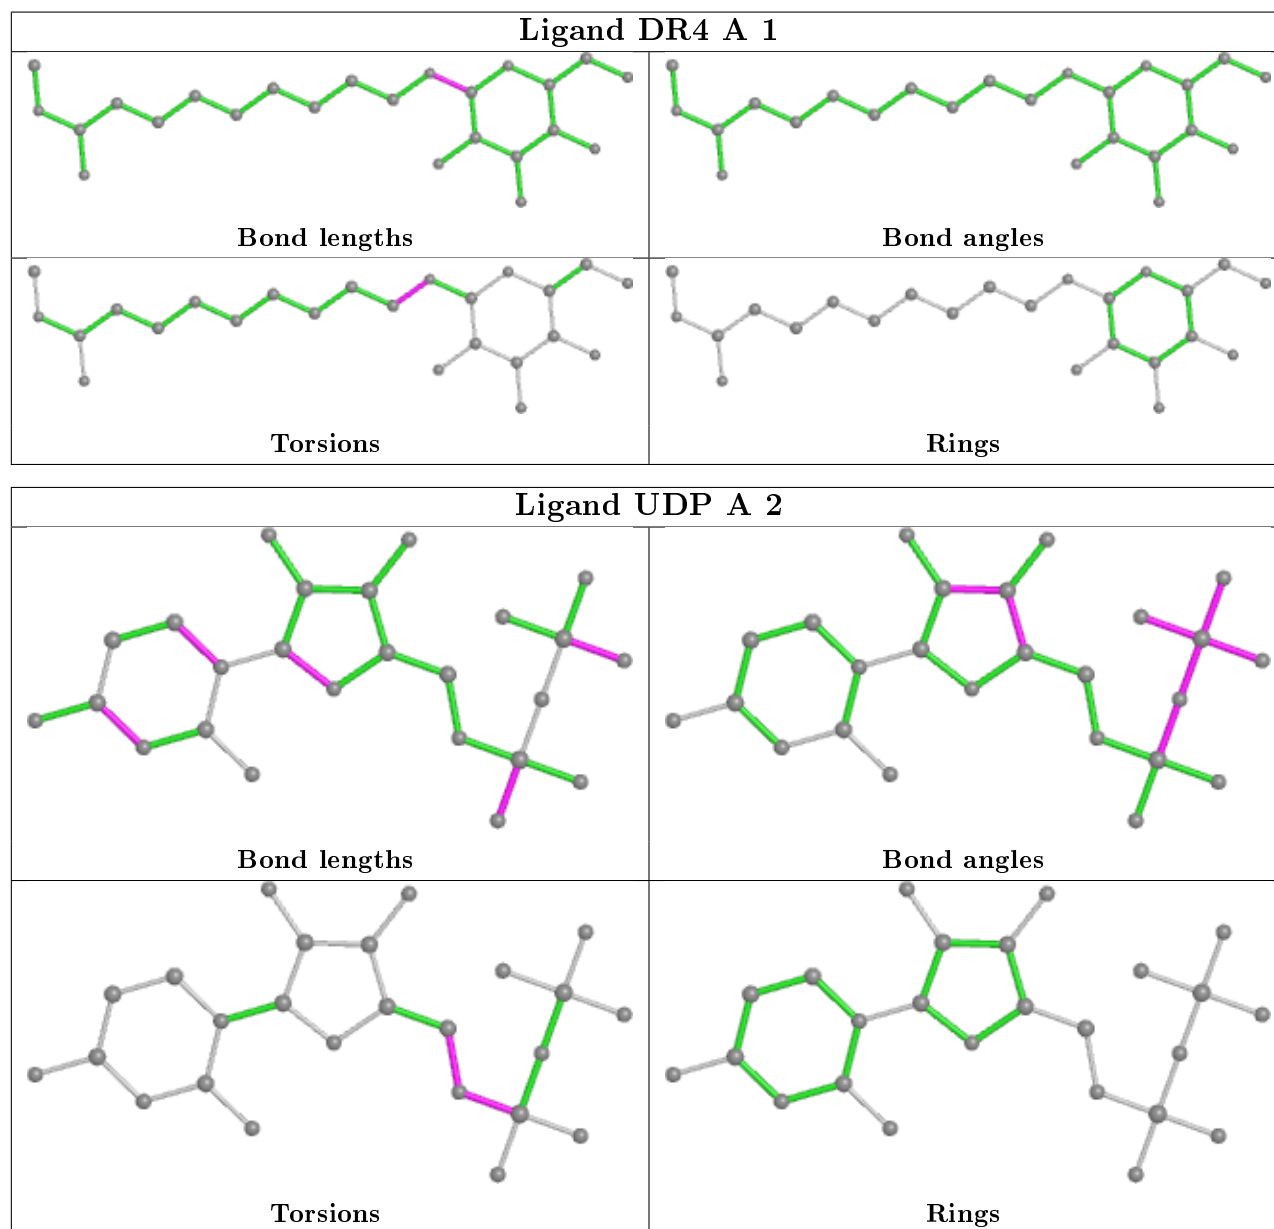 Ligand DR4 A 1
Bond lengths
Bond angles
Torsions
Rings
Ligand UDP A 2
Bond lengths
Bond angles
Torsions
Rings